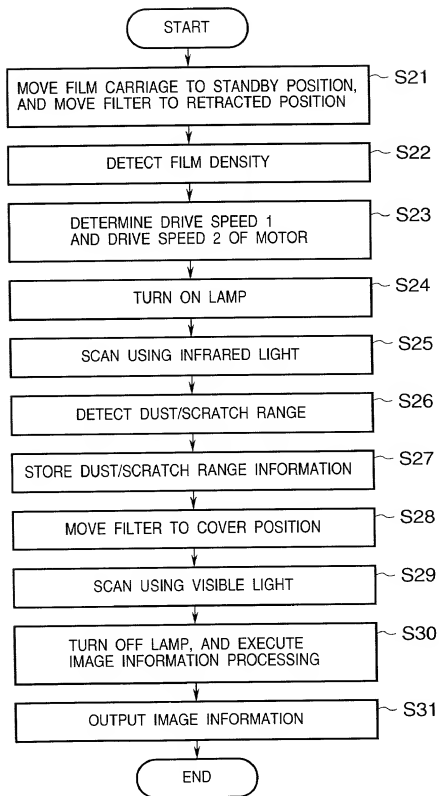 START
MOVE FILM CARRIAGE TO STANDBY POSITION,
AND MOVE FILTER TO RETRACTED POSITION
S21
DETECT FILM DENSITY
S22
DETERMINE DRIVE SPEED 1
AND DRIVE SPEED 2 OF MOTOR
S23
TURN ON LAMP
S24
SCAN USING INFRARED LIGHT
S25
DETECT DUST/SCRATCH RANGE
S26
STORE DUST/SCRATCH RANGE INFORMATION
S27
MOVE FILTER TO COVER POSITION
S28
SCAN USING VISIBLE LIGHT
S29
TURN OFF LAMP, AND EXECUTE
IMAGE INFORMATION PROCESSING
S30
OUTPUT IMAGE INFORMATION
S31
END